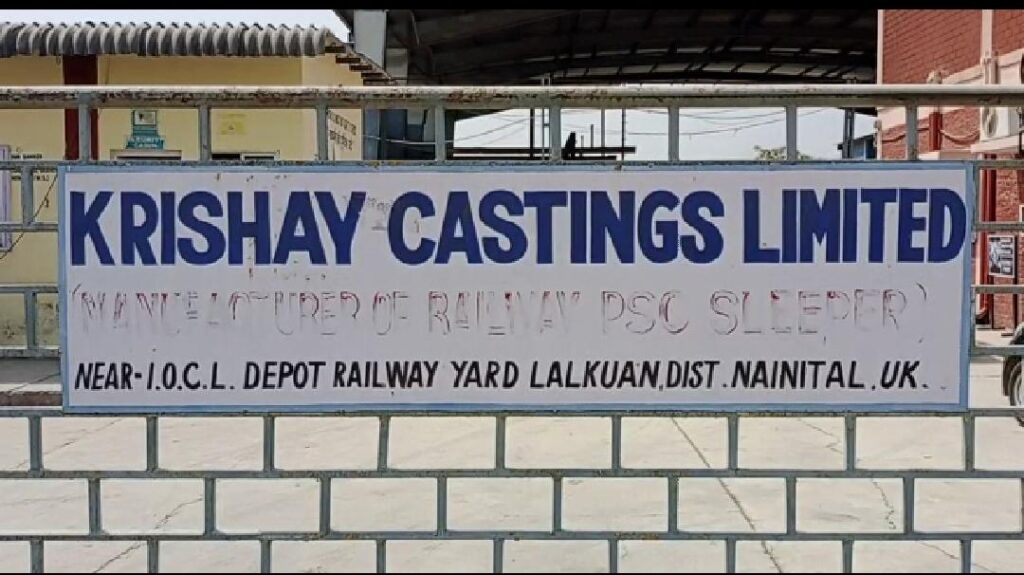 KRISHAY CASTINGS LIMITED
(MANUFACTURER OF RAILWAY PSC SLEEPER)
NEAR-I.O.C.L. DEPOT RAILWAY YARD LALKUAN, DIST. NAINITAL, UK.